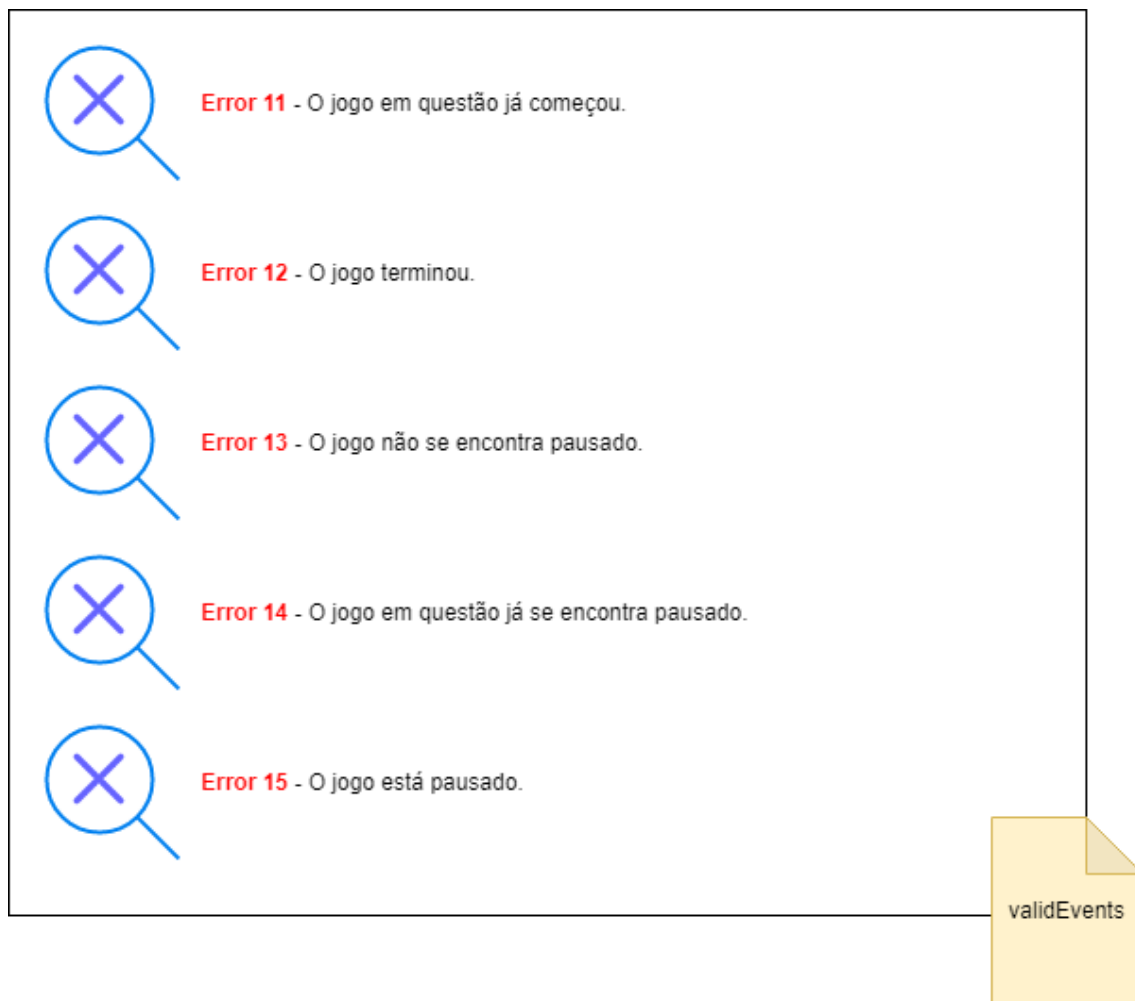 Error 11 - O jogo em questão já começou.
Error 12 - O jogo terminou.
Error 13 - O jogo não se encontra pausado.
Error 14 - O jogo em questão já se encontra pausado.
Error 15 - O jogo está pausado.
validEvents